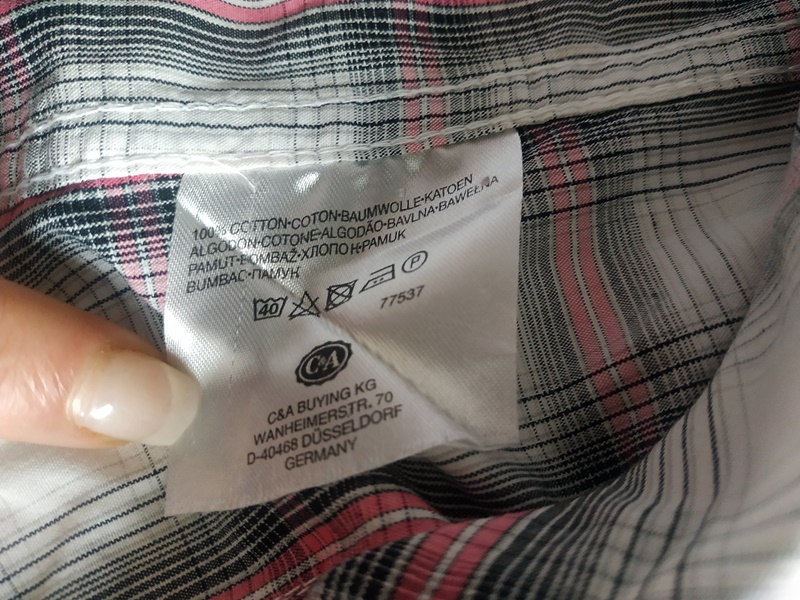 100% COTTON·COTON·BAUMWOLLE·KATOEN
ALGODON·COTONE·ALGODÃO·BAVLNA·BAWEŁNA
PAMUT·BOMBAŽ·ХЛОПОК·PAMUK
BUMBAC·ПАМУК
40 P
77537
C&A
C&A BUYING KG
WANHEIMERSTR. 70
D-40468 DÜSSELDORF
GERMANY